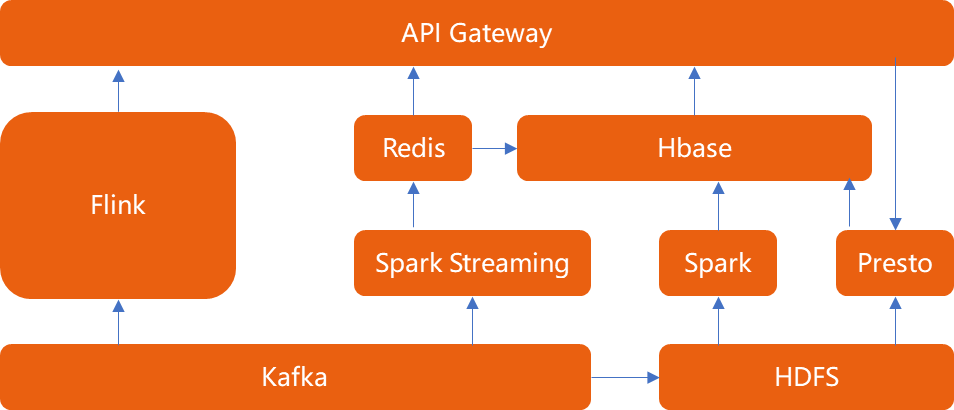 API Gateway
Redis
Hbase
Flink
Spark Streaming
Spark
Presto
Kafka
HDFS